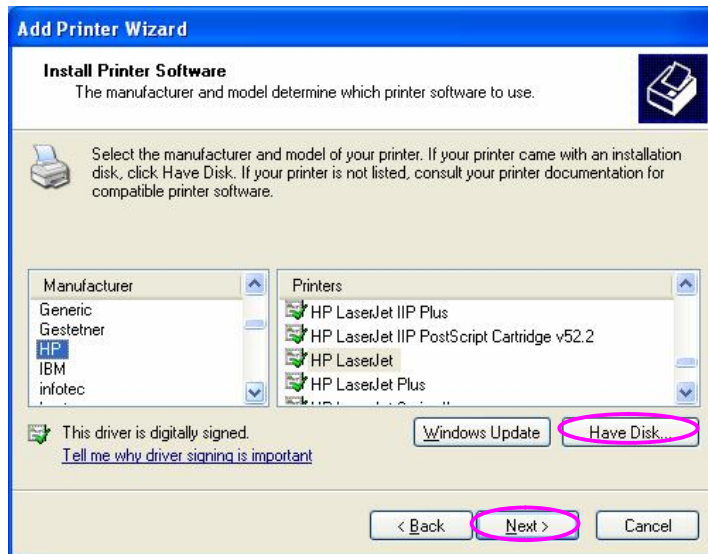 Add Printer Wizard
Install Printer Software
The manufacturer and model determine which printer software to use.
Select the manufacturer and model of your printer. If your printer came with an installation
disk, click Have Disk. If your printer is not listed, consult your printer documentation for
compatible printer software.
Manufacturer
Generic
Gestetner
HP
IBM
infotec
Printers
HP LaserJet IIP Plus
HP LaserJet IIP PostScript Cartridge v52.2
HP LaserJet
HP LaserJet Plus
This driver is digitally signed.
Tell me why driver signing is important
Windows Update
Have Disk...
< Back
Next >
Cancel